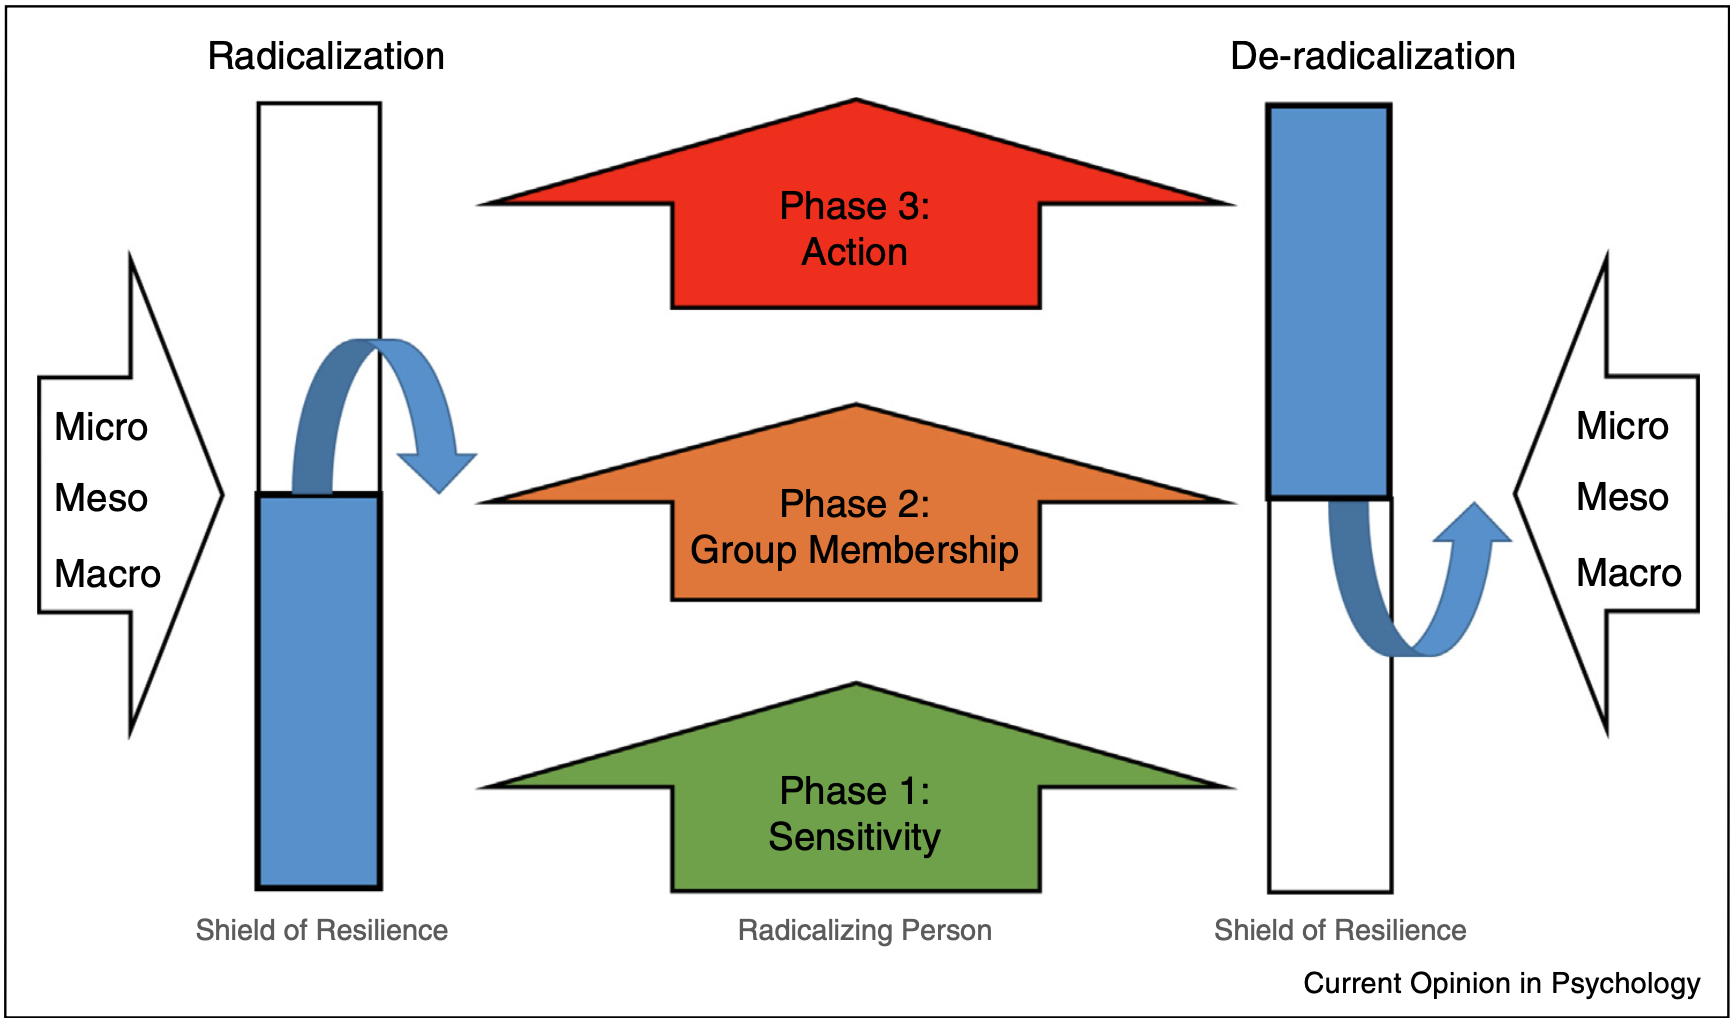 Radicalization
De-radicalization
Phase 3:
Action
Micro
Meso
Macro
Phase 2:
Group Membership
Micro
Meso
Macro
Phase 1:
Sensitivity
Shield of Resilience
Radicalizing Person
Shield of Resilience
Current Opinion in Psychology